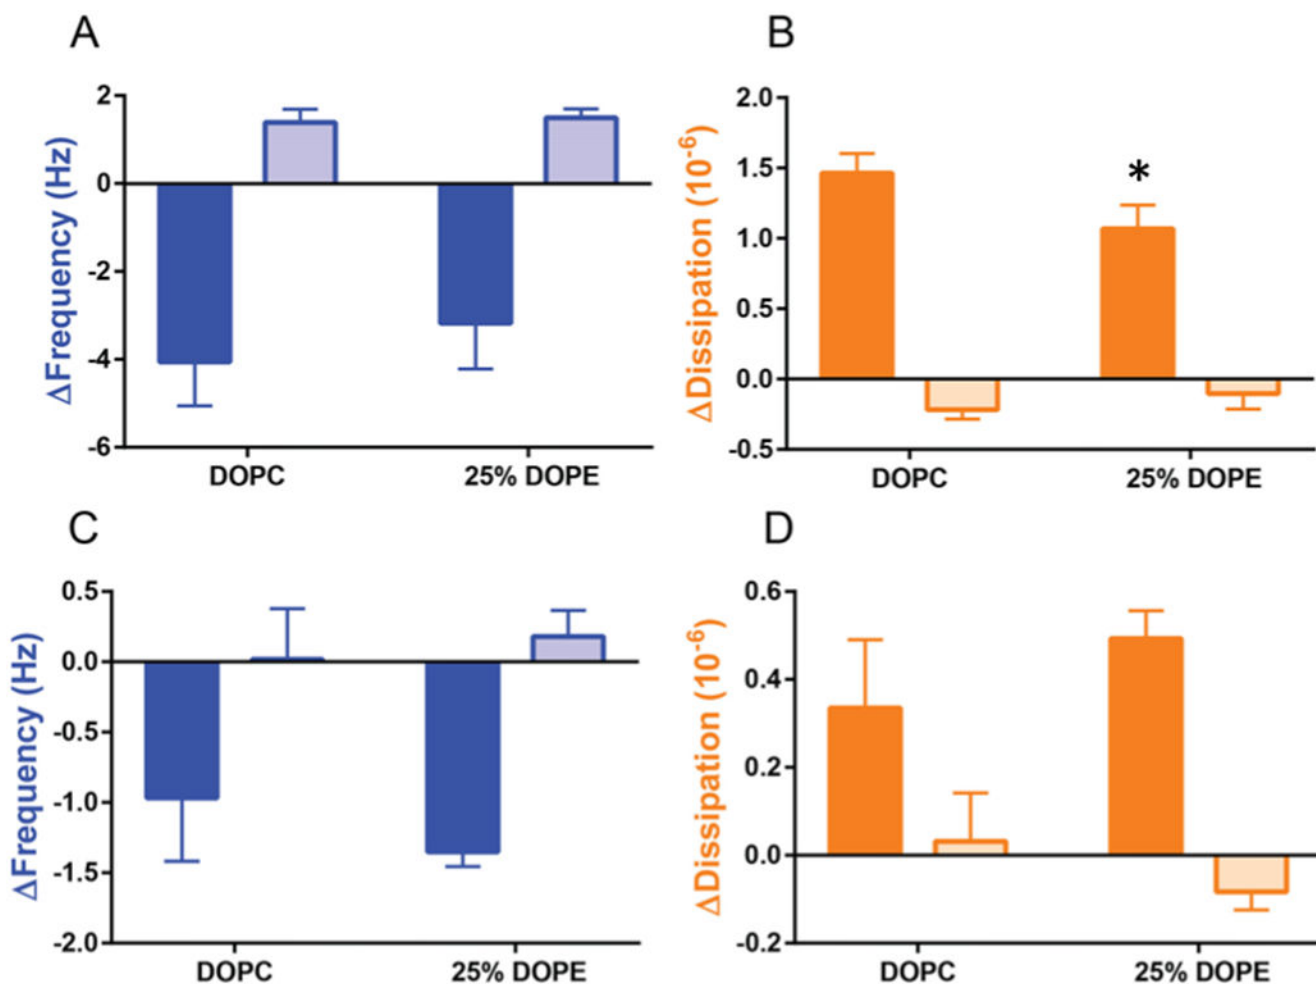 A
ΔFrequency (Hz)
2
0
-2
-4
-6
DOPC
25% DOPE
B
ΔDissipation (10⁻⁶)
2.0
1.5
1.0
0.5
0.0
-0.5
*
DOPC
25% DOPE
C
ΔFrequency (Hz)
0.5
0.0
-0.5
-1.0
-1.5
-2.0
DOPC
25% DOPE
D
ΔDissipation (10⁻⁶)
0.6
0.4
0.2
0.0
-0.2
DOPC
25% DOPE